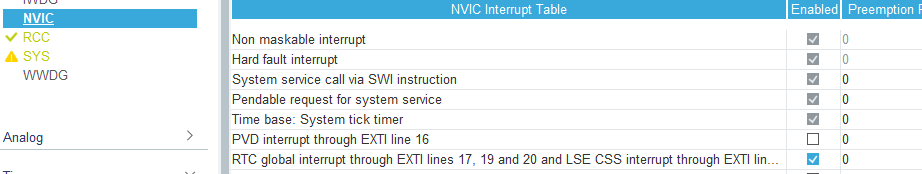 IWDG
NVIC
RCC
SYS
WWDG
Analog
NVIC Interrupt Table Enabled Preemption
Non maskable interrupt 0
Hard fault interrupt 0
System service call via SWI instruction 0
Pendable request for system service 0
Time base: System tick timer 0
PVD interrupt through EXTI line 16 0
RTC global interrupt through EXTI lines 17, 19 and 20 and LSE CSS interrupt through EXTI lin... 0